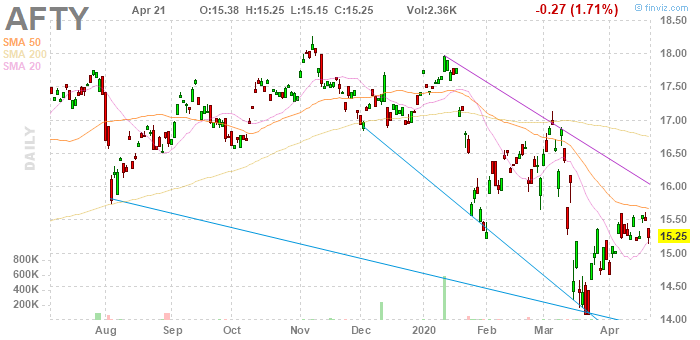 AFTY Apr 21 O:15.38 H:15.25 L:15.15 C:15.25 Vol:2.36K -0.27 (1.71%) © finviz.com
SMA 50
SMA 200
SMA 20
DAILY
18.50
18.00
17.50
17.00
16.50
16.00
15.50
15.25
15.00
14.50
14.00
800K
600K
400K
200K
Aug Sep Oct Nov Dec 2020 Feb Mar Apr